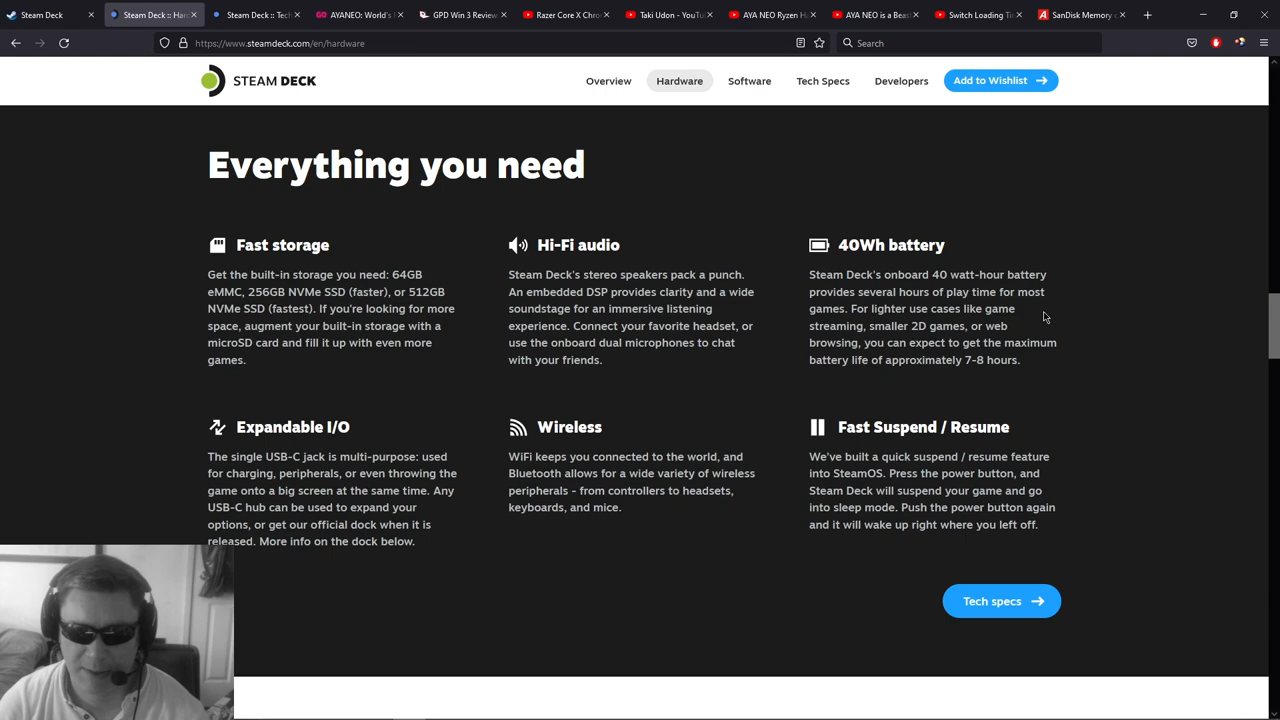 Steam Deck
Steam Deck :: Har
Steam Deck :: Tech
AYANEO: World's F
GPD Win 3 Review
Razer Core X Chro
Taki Udon - YouTu
AYA NEO Ryzen Ha
AYA NEO is a Beas
Switch Loading Ti
SanDisk Memory
https://www.steamdeck.com/en/hardware
Search
STEAM DECK
Overview
Hardware
Software
Tech Specs
Developers
Add to Wishlist
Everything you need
Fast storage
Get the built-in storage you need: 64GB
eMMC, 256GB NVMe SSD (faster), or 512GB
NVMe SSD (fastest). If you're looking for more
space, augment your built-in storage with a
microSD card and fill it up with even more
games.
Hi-Fi audio
Steam Deck's stereo speakers pack a punch.
An embedded DSP provides clarity and a wide
soundstage for an immersive listening
experience. Connect your favorite headset, or
use the onboard dual microphones to chat
with your friends.
40Wh battery
Steam Deck's onboard 40 watt-hour battery
provides several hours of play time for most
games. For lighter use cases like game
streaming, smaller 2D games, or web
browsing, you can expect to get the maximum
battery life of approximately 7-8 hours.
Expandable I/O
The single USB-C jack is multi-purpose: used
for charging, peripherals, or even throwing the
game onto a big screen at the same time. Any
USB-C hub can be used to expand your
options, or get our official dock when it is
released. More info on the dock below.
Wireless
WiFi keeps you connected to the world, and
Bluetooth allows for a wide variety of wireless
peripherals - from controllers to headsets,
keyboards, and mice.
Fast Suspend / Resume
We've built a quick suspend / resume feature
into SteamOS. Press the power button, and
Steam Deck will suspend your game and go
into sleep mode. Push the power button again
and it will wake up right where you left off.
Tech specs